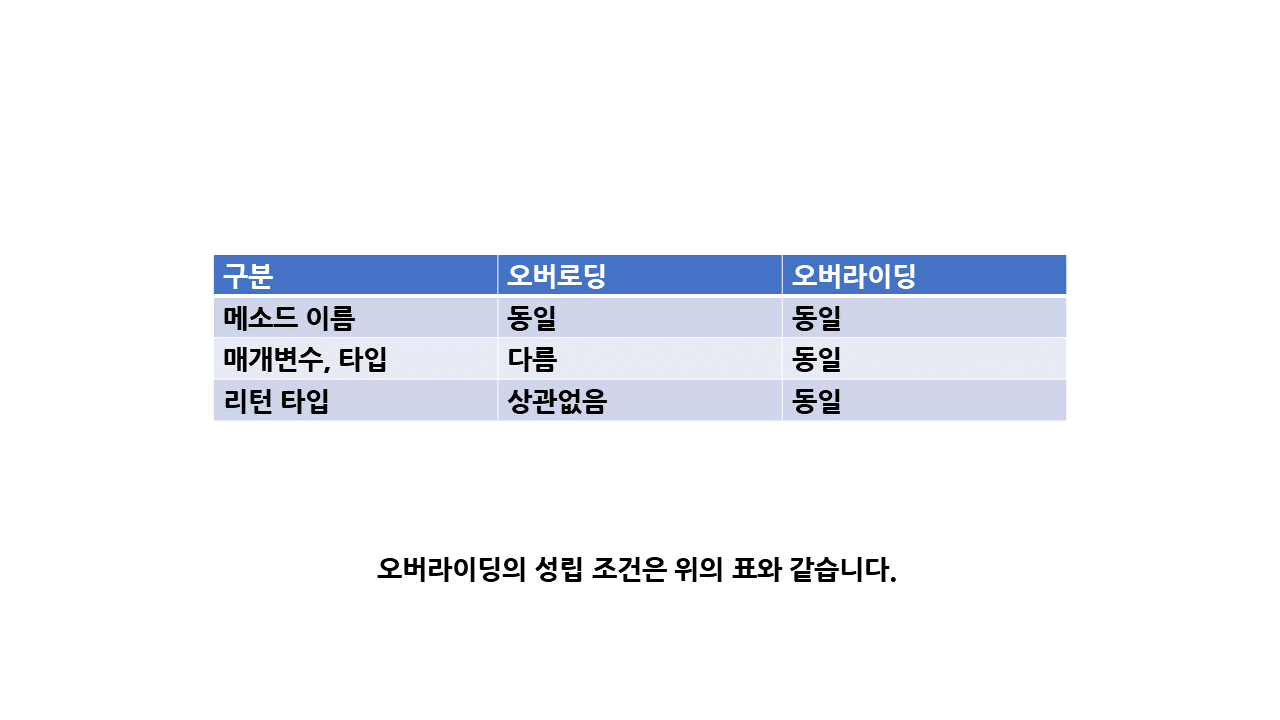 구분 오버로딩 오버라이딩
메소드 이름 동일 동일
매개변수, 타입 다름 동일
리턴 타입 상관없음 동일
오버라이딩의 성립 조건은 위의 표와 같습니다.